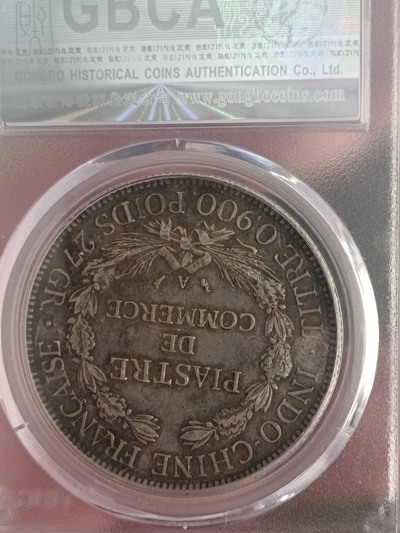 GBCA
GONGBO HISTORICAL COINS AUTHENTICATION Co., Ltd.
www.gongbocoins.com
INDO-CHINE FRANÇAISE
TITRE 0,900 POIDS 27 GR.
PIASTRE
DE
COMMERCE
A